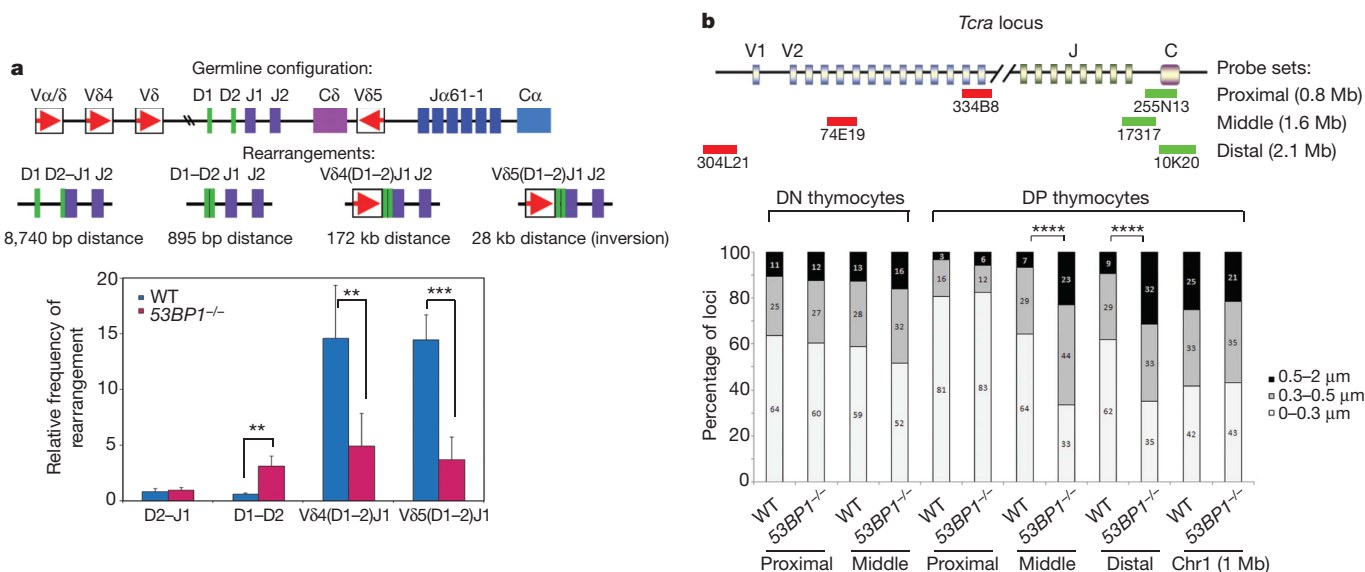 a
Germline configuration:
Vα/δ Vδ4 Vδ D1 D2 J1 J2 Cδ Vδ5 Jα61-1 Cα
Rearrangements:
D1 D2–J1 J2 D1–D2 J1 J2 Vδ4(D1–2)J1 J2 Vδ5(D1–2)J1 J2
8,740 bp distance 895 bp distance 172 kb distance 28 kb distance (inversion)
Relative frequency of
rearrangement
20
15
10
5
0
WT
53BP1–/–
**
**
***
D2–J1 D1–D2 Vδ4(D1–2)J1 Vδ5(D1–2)J1
b
Tcra locus
V1 V2 J C
Probe sets:
334B8 255N13 Proximal (0.8 Mb)
74E19 17317 Middle (1.6 Mb)
304L21 10K20 Distal (2.1 Mb)
DN thymocytes DP thymocytes
**** ****
Percentage of loci
100
80
60
40
20
0
11 12 13 16 3 6 7 23 9 32 25 21
25 27 28 32 16 12 29 44 29 33 33 35
64 60 59 52 81 83 64 33 62 35 42 43
0.5–2 μm
0.3–0.5 μm
0–0.3 μm
WT 53BP1–/– WT 53BP1–/– WT 53BP1–/– WT 53BP1–/– WT 53BP1–/– WT 53BP1–/–
Proximal Middle Proximal Middle Distal Chr1 (1 Mb)